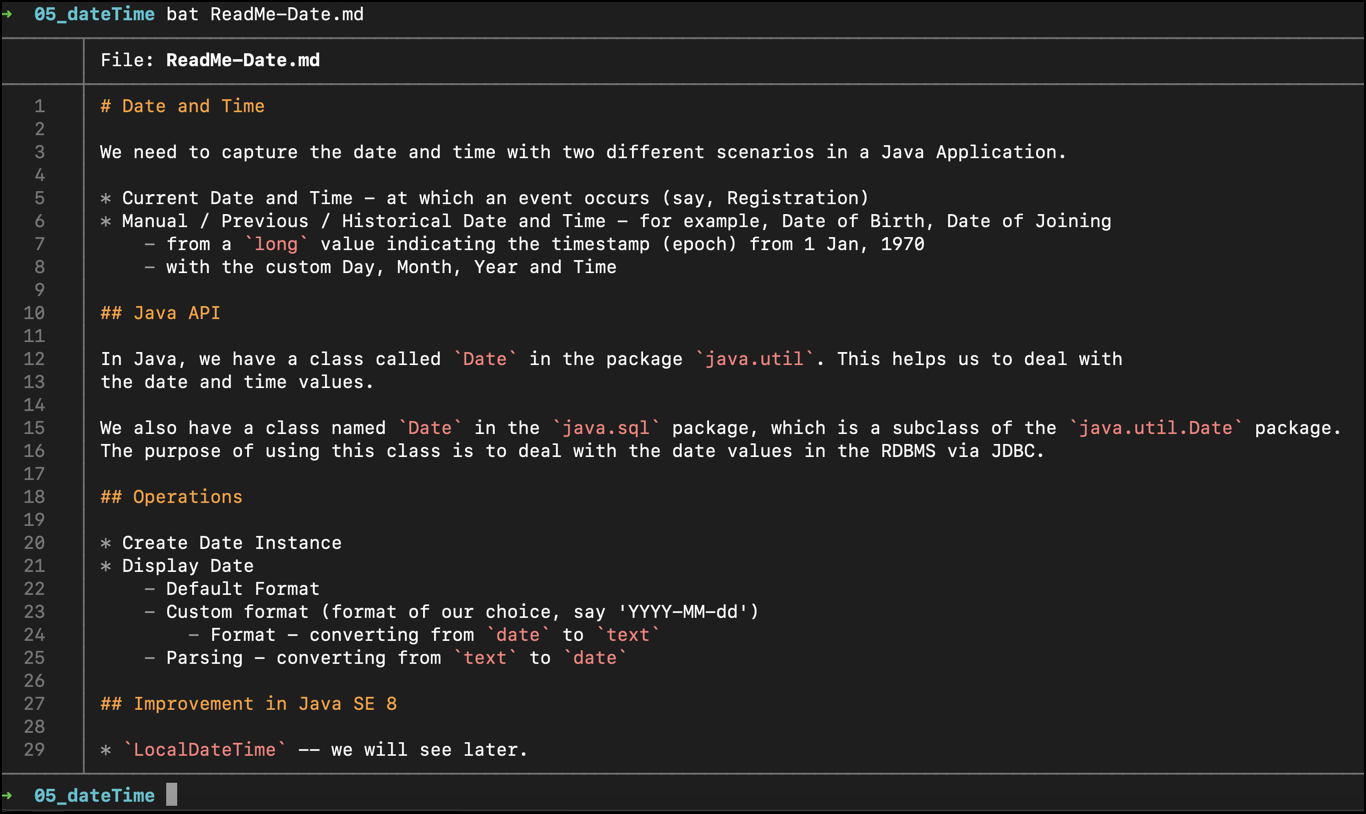 → 05_dateTime bat ReadMe-Date.md
File: ReadMe-Date.md
1 # Date and Time
2
3 We need to capture the date and time with two different scenarios in a Java Application.
4
5 * Current Date and Time - at which an event occurs (say, Registration)
6 * Manual / Previous / Historical Date and Time - for example, Date of Birth, Date of Joining
7     - from a `long` value indicating the timestamp (epoch) from 1 Jan, 1970
8     - with the custom Day, Month, Year and Time
9
10 ## Java API
11
12 In Java, we have a class called `Date` in the package `java.util`. This helps us to deal with
13 the date and time values.
14
15 We also have a class named `Date` in the `java.sql` package, which is a subclass of the `java.util.Date` package.
16 The purpose of using this class is to deal with the date values in the RDBMS via JDBC.
17
18 ## Operations
19
20 * Create Date Instance
21 * Display Date
22     - Default Format
23     - Custom format (format of our choice, say 'YYYY-MM-dd')
24         - Format - converting from `date` to `text`
25     - Parsing - converting from `text` to `date`
26
27 ## Improvement in Java SE 8
28
29 * `LocalDateTime` -- we will see later.
→ 05_dateTime